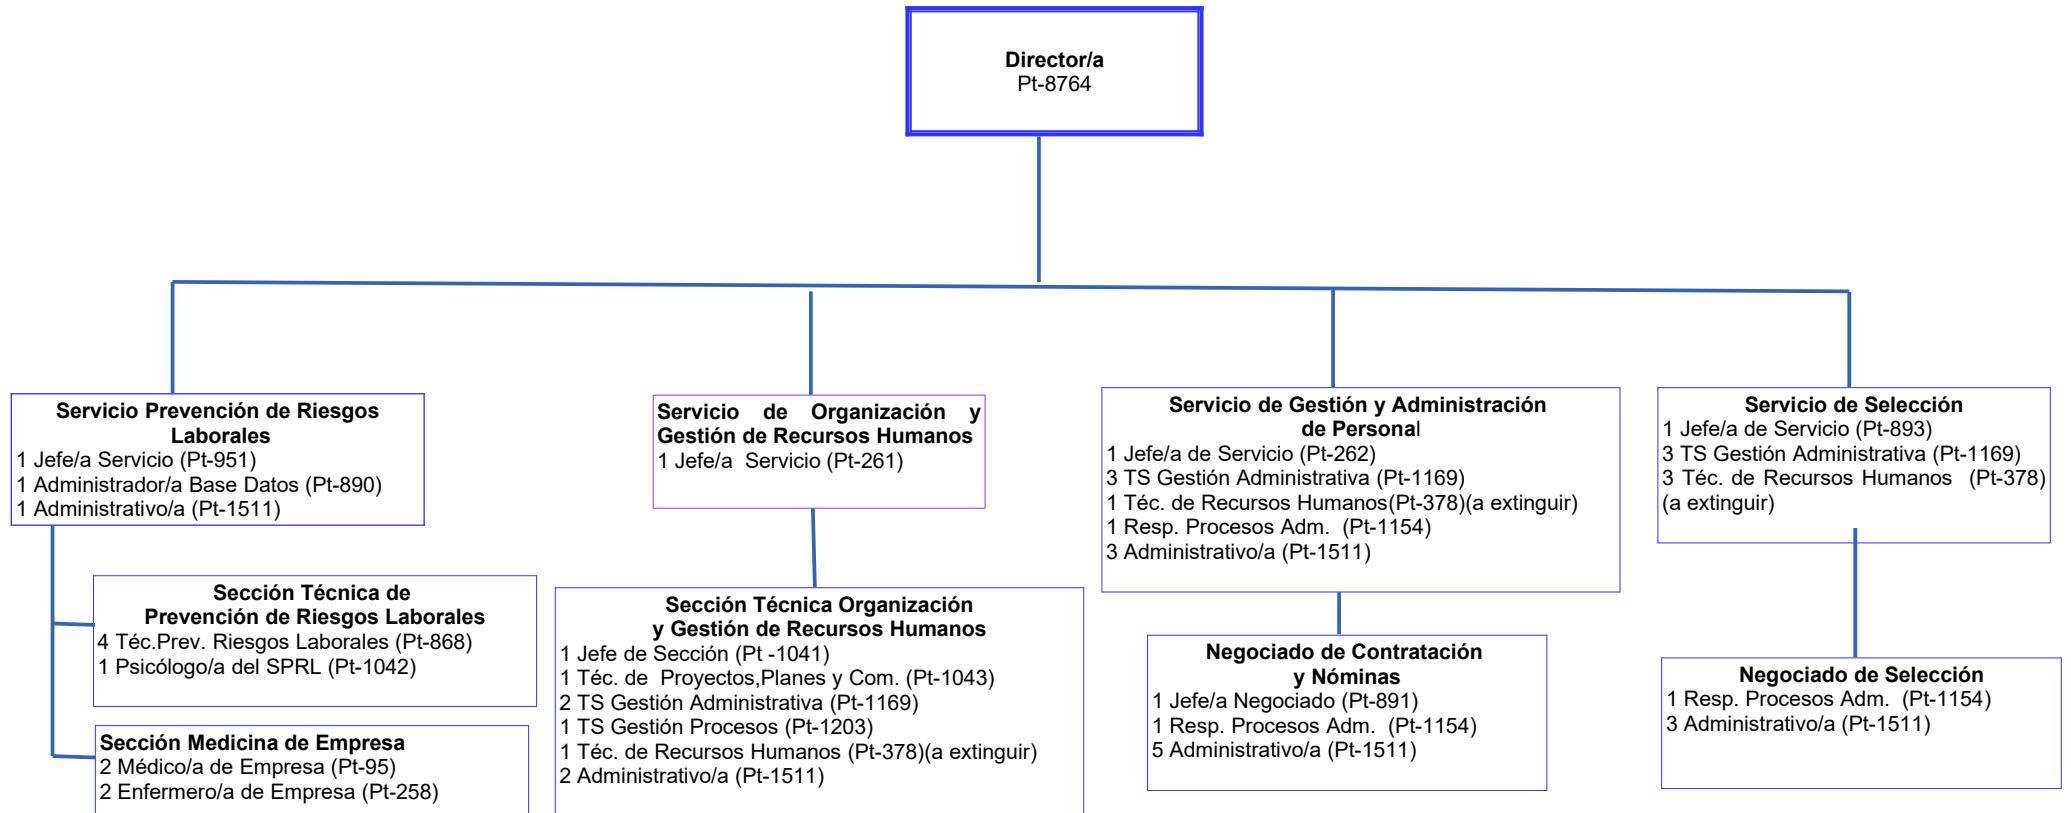 Director/a
Pt-8764
Servicio Prevención de Riesgos
Laborales
1 Jefe/a Servicio (Pt-951)
1 Administrador/a Base Datos (Pt-890)
1 Administrativo/a (Pt-1511)
Sección Técnica de
Prevención de Riesgos Laborales
4 Téc.Prev. Riesgos Laborales (Pt-868)
1 Psicólogo/a del SPRL (Pt-1042)
Sección Medicina de Empresa
2 Médico/a de Empresa (Pt-95)
2 Enfermero/a de Empresa (Pt-258)
Servicio de Organización y
Gestión de Recursos Humanos
1 Jefe/a Servicio (Pt-261)
Sección Técnica Organización
y Gestión de Recursos Humanos
1 Jefe de Sección (Pt -1041)
1 Téc. de Proyectos,Planes y Com. (Pt-1043)
2 TS Gestión Administrativa (Pt-1169)
1 TS Gestión Procesos (Pt-1203)
1 Téc. de Recursos Humanos (Pt-378)(a extinguir)
2 Administrativo/a (Pt-1511)
Servicio de Gestión y Administración
de Personal
1 Jefe/a de Servicio (Pt-262)
3 TS Gestión Administrativa (Pt-1169)
1 Téc. de Recursos Humanos(Pt-378)(a extinguir)
1 Resp. Procesos Adm. (Pt-1154)
3 Administrativo/a (Pt-1511)
Negociado de Contratación
y Nóminas
1 Jefe/a Negociado (Pt-891)
1 Resp. Procesos Adm. (Pt-1154)
5 Administrativo/a (Pt-1511)
Servicio de Selección
1 Jefe/a de Servicio (Pt-893)
3 TS Gestión Administrativa (Pt-1169)
3 Téc. de Recursos Humanos (Pt-378)
(a extinguir)
Negociado de Selección
1 Resp. Procesos Adm. (Pt-1154)
3 Administrativo/a (Pt-1511)